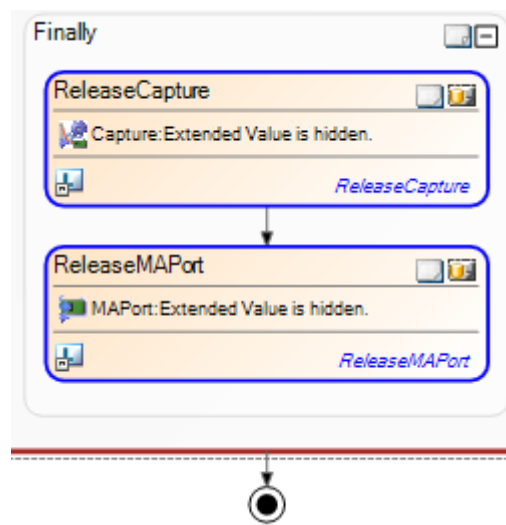 Finally
ReleaseCapture
Capture:Extended Value is hidden.
ReleaseCapture
ReleaseMAPort
MAPort:Extended Value is hidden.
ReleaseMAPort